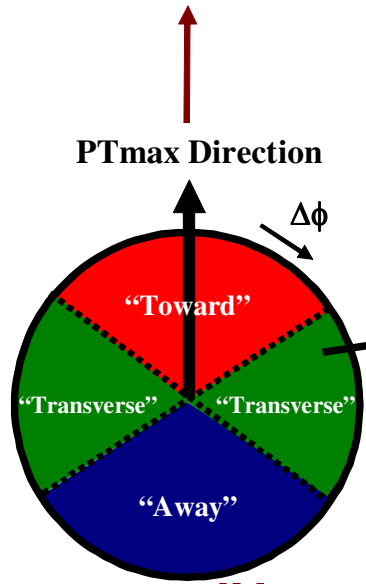 PTmax Direction
Δϕ
“Toward”
“Transverse” “Transverse”
“Away”